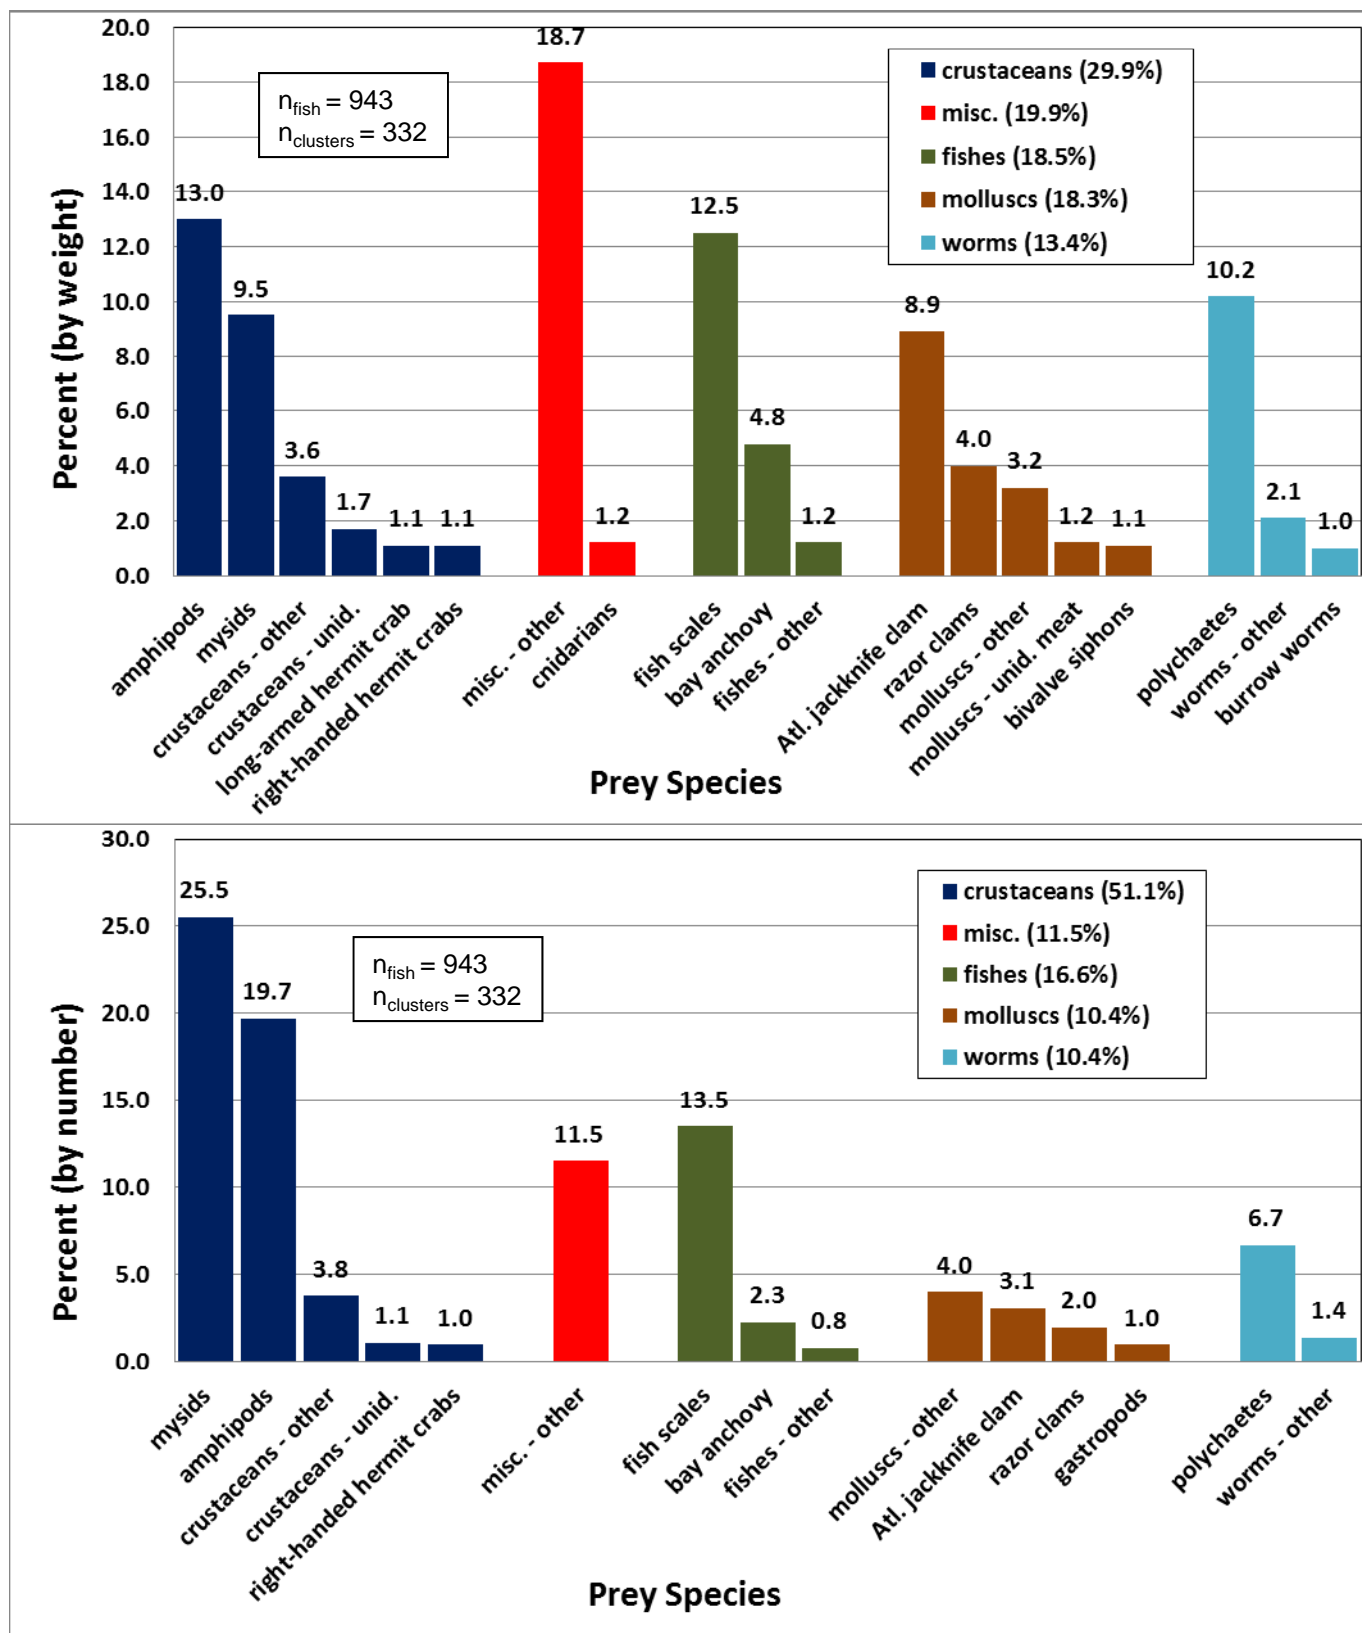 20.0
18.0
16.0
14.0
12.0
10.0
8.0
6.0
4.0
2.0
0.0
Percent (by weight)
n_fish = 943
n_clusters = 332
crustaceans (29.9%)
misc. (19.9%)
fishes (18.5%)
molluscs (18.3%)
worms (13.4%)
13.0
9.5
3.6
1.7
1.1
1.1
18.7
1.2
12.5
4.8
1.2
8.9
4.0
3.2
1.2
1.1
10.2
2.1
1.0
amphipods
mysids
crustaceans - other
crustaceans - unid.
long-armed hermit crab
right-handed hermit crabs
misc. - other
cnidarians
fish scales
bay anchovy
fishes - other
Atl. jackknife clam
razor clams
molluscs - other
molluscs - unid. meat
bivalve siphons
polychaetes
worms - other
burrow worms
Prey Species
30.0
25.0
20.0
15.0
10.0
5.0
0.0
Percent (by number)
n_fish = 943
n_clusters = 332
crustaceans (51.1%)
misc. (11.5%)
fishes (16.6%)
molluscs (10.4%)
worms (10.4%)
25.5
19.7
3.8
1.1
1.0
11.5
13.5
2.3
0.8
4.0
3.1
2.0
1.0
6.7
1.4
mysids
amphipods
crustaceans - other
crustaceans - unid.
right-handed hermit crabs
misc. - other
fish scales
bay anchovy
fishes - other
molluscs - other
Atl. jackknife clam
razor clams
gastropods
polychaetes
worms - other
Prey Species